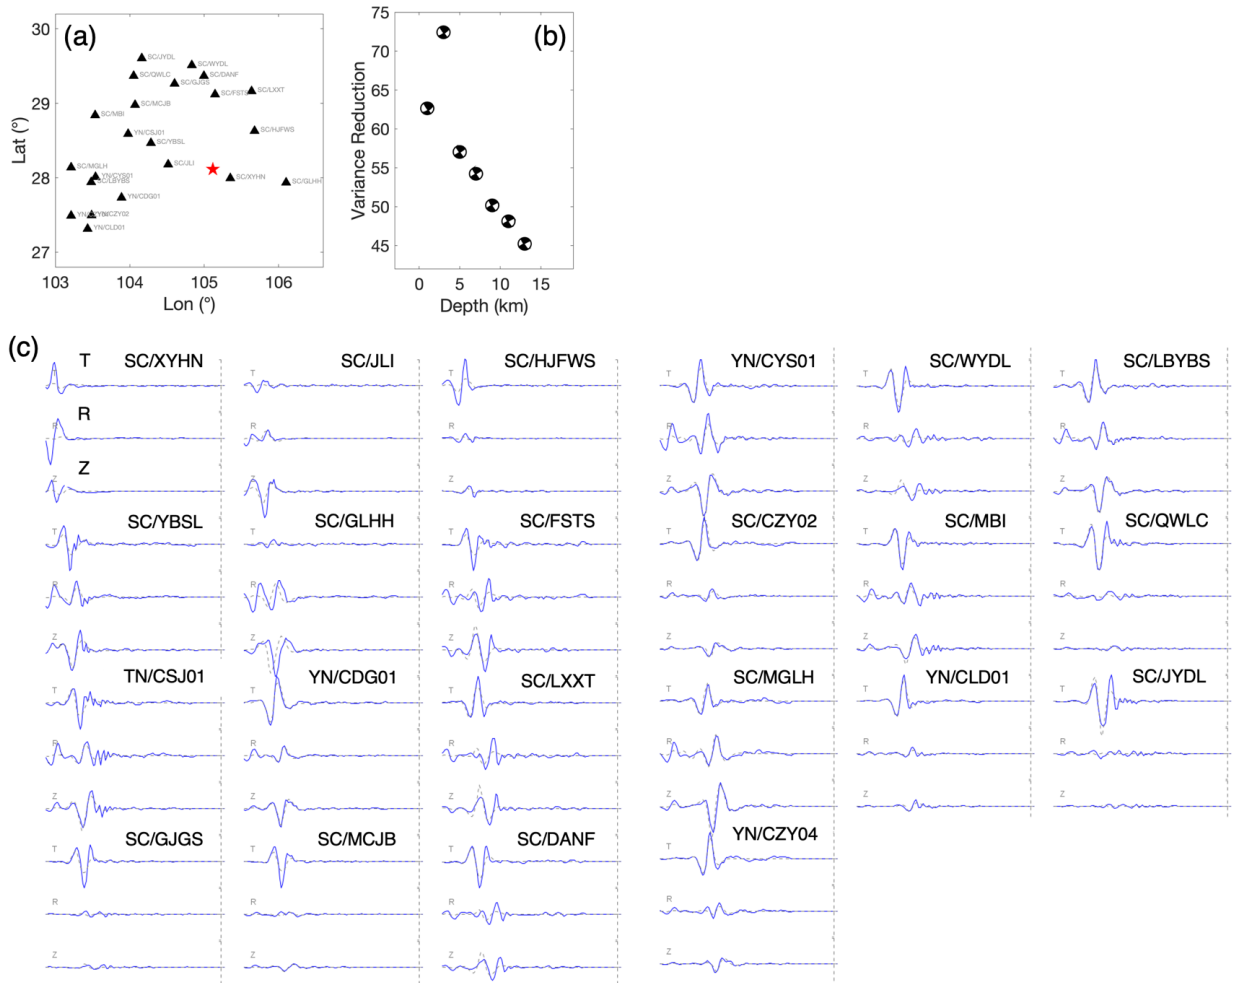 (a)
30
29
28
27
103
104
105
106
Lat (°)
Lon (°)
SC/JYDL
SC/WYDL
SC/QWLC
SC/DANF
SC/GJGS
SC/LXXT
SC/FSTS
SC/MCJB
SC/MBI
YN/CSJ01
SC/HJFWS
SC/YBSL
SC/MGLH
SC/JLI
YN/CYS01
SC/LBYBS
SC/XYHN
SC/GLHH
YN/CDG01
YN/CZY02
YN/CLD01
(b)
75
70
65
60
55
50
45
0
5
10
15
Variance Reduction
Depth (km)
(c)
T SC/XYHN
T SC/JLI
T SC/HJFWS
T YN/CYS01
T SC/WYDL
T SC/LBYBS
R R R R R R
Z Z Z Z Z Z
T SC/YBSL
T SC/GLHH
T SC/FSTS
T SC/CZY02
T SC/MBI
T SC/QWLC
R R R R R R
Z Z Z Z Z Z
T TN/CSJ01
T YN/CDG01
T SC/LXXT
T SC/MGLH
T YN/CLD01
T SC/JYDL
R R R R R R
Z Z Z Z Z Z
T SC/GJGS
T SC/MCJB
T SC/DANF
T YN/CZY04
R R R R
Z Z Z Z